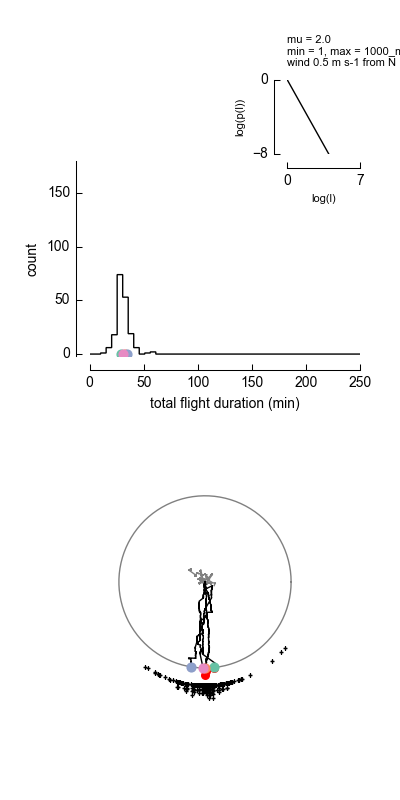 mu = 2.0
min = 1, max = 1000_m
wind 0.5 m s-1 from N
0
log(p(l))
−8
0
7
log(l)
150
100
count
50
0
0
50
100
150
200
250
total flight duration (min)